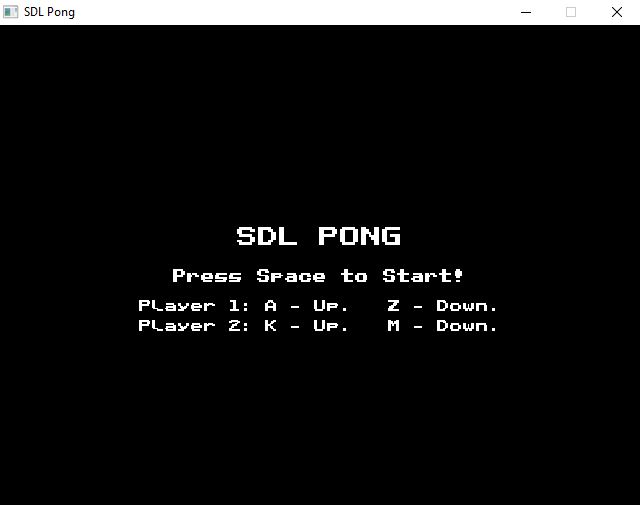 SDL Pong
SDL PONG
Press Space to Start!
Player 1: A - Up. Z - Down.
Player 2: K - Up. M - Down.